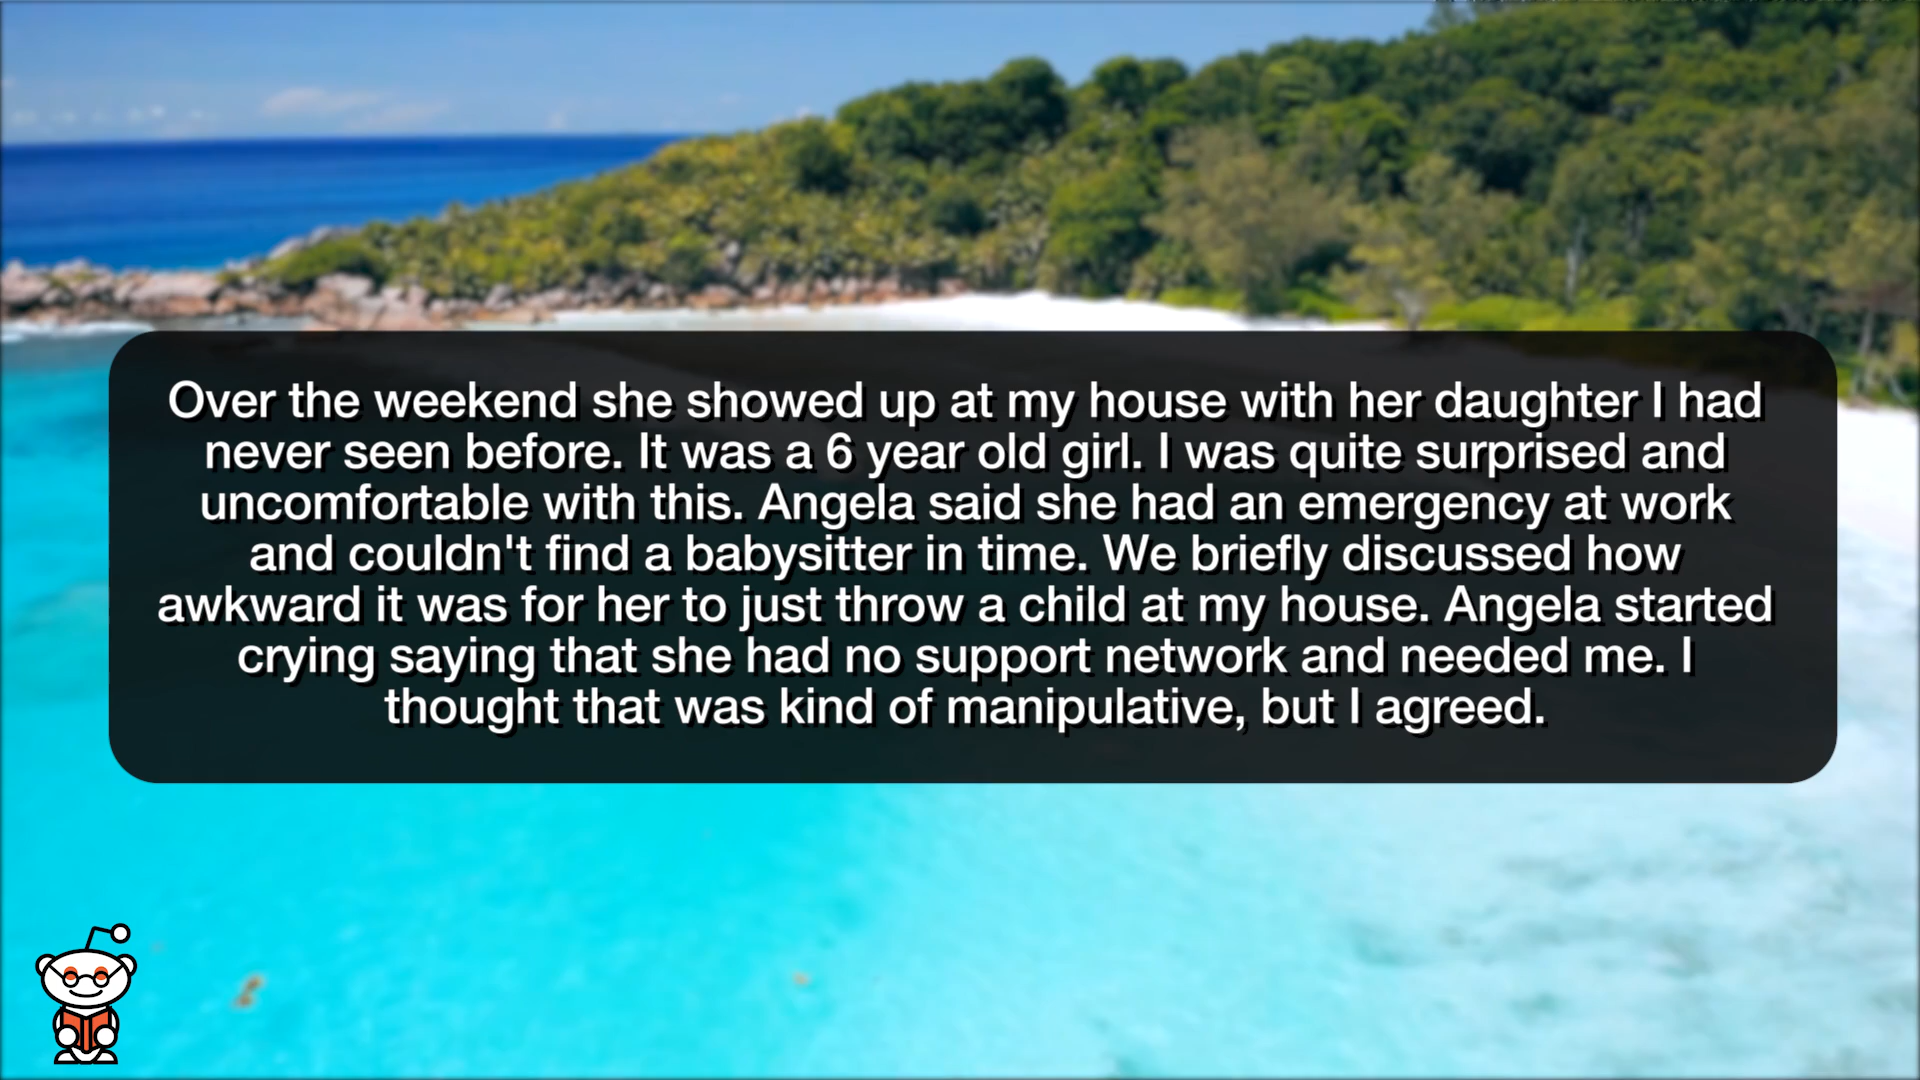 Over the weekend she showed up at my house with her daughter I had
never seen before. It was a 6 year old girl. I was quite surprised and
uncomfortable with this. Angela said she had an emergency at work
and couldn't find a babysitter in time. We briefly discussed how
awkward it was for her to just throw a child at my house. Angela started
crying saying that she had no support network and needed me. I
thought that was kind of manipulative, but I agreed.